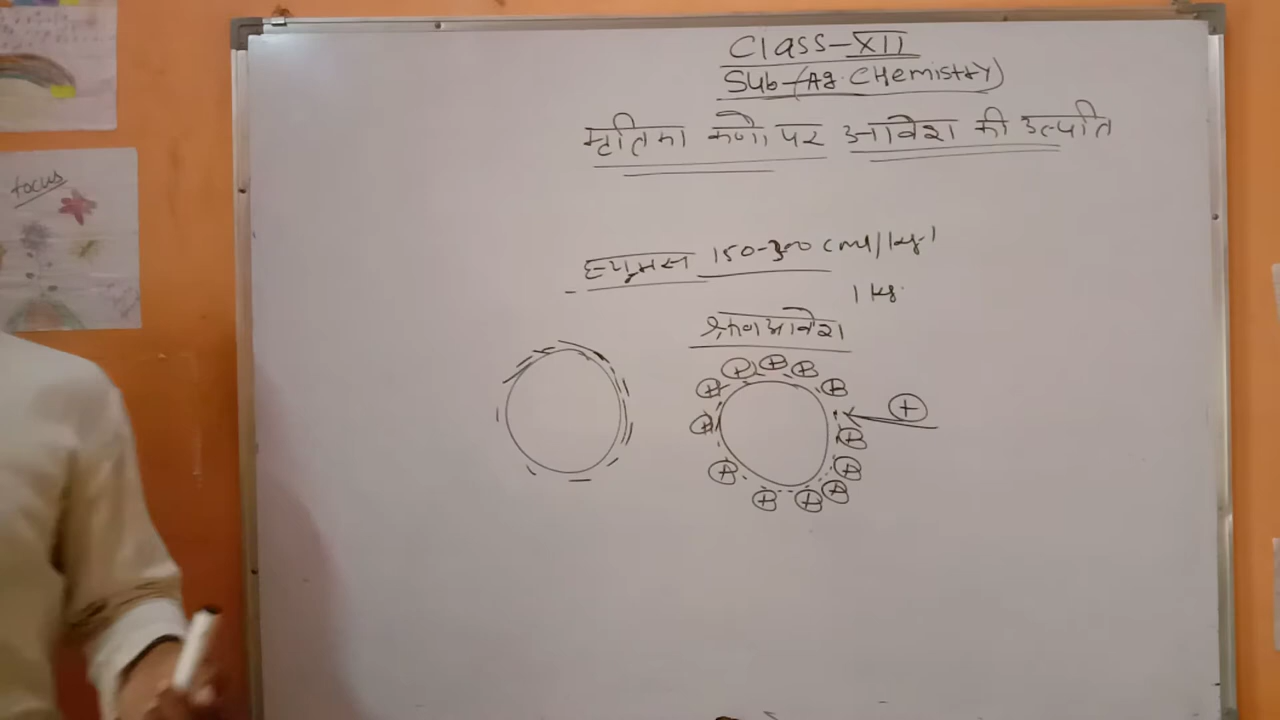 focus
Class-XII
Sub-(Ag. CHemistry)
मृतिका कणो पर आवेश की उत्पति
ह्यूमस 150-300 cmol/kg
1 kg.
ऋणआवेश
+ + + + +
+ +
+ +
+ +
+ + +